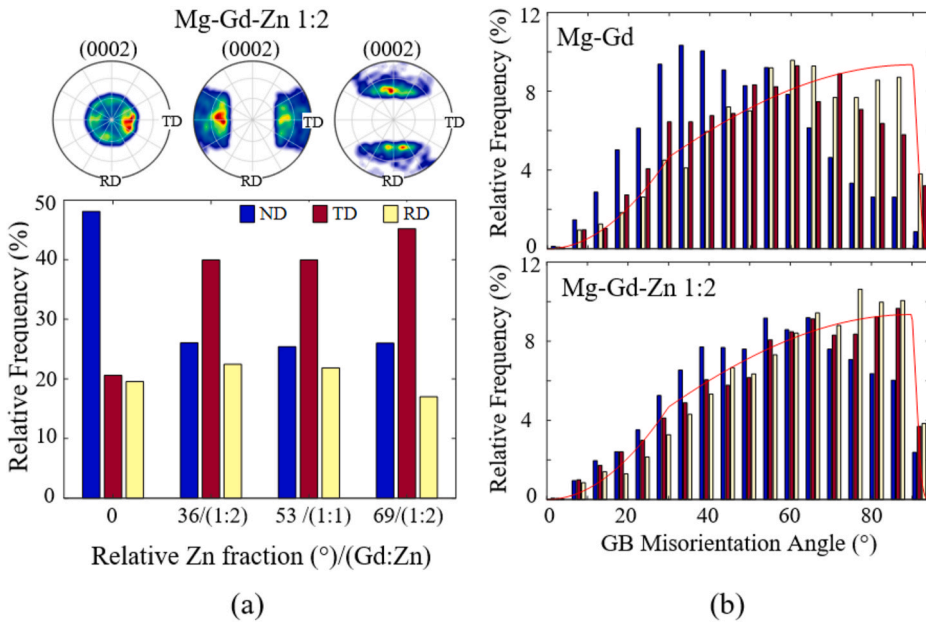 (a)
Mg-Gd-Zn 1:2
(0002) (0002) (0002)
TD TD TD
RD RD RD
50
40
30
20
10
0
Relative Frequency (%)
ND TD RD
0 36/(1:2) 53 /(1:1) 69/(1:2)
Relative Zn fraction (°)/(Gd:Zn)
(a)
(b)
12
8
4
0
Relative Frequency (%)
Mg-Gd
12
8
4
0
Relative Frequency (%)
Mg-Gd-Zn 1:2
0 20 40 60 80
GB Misorientation Angle (°)
(b)